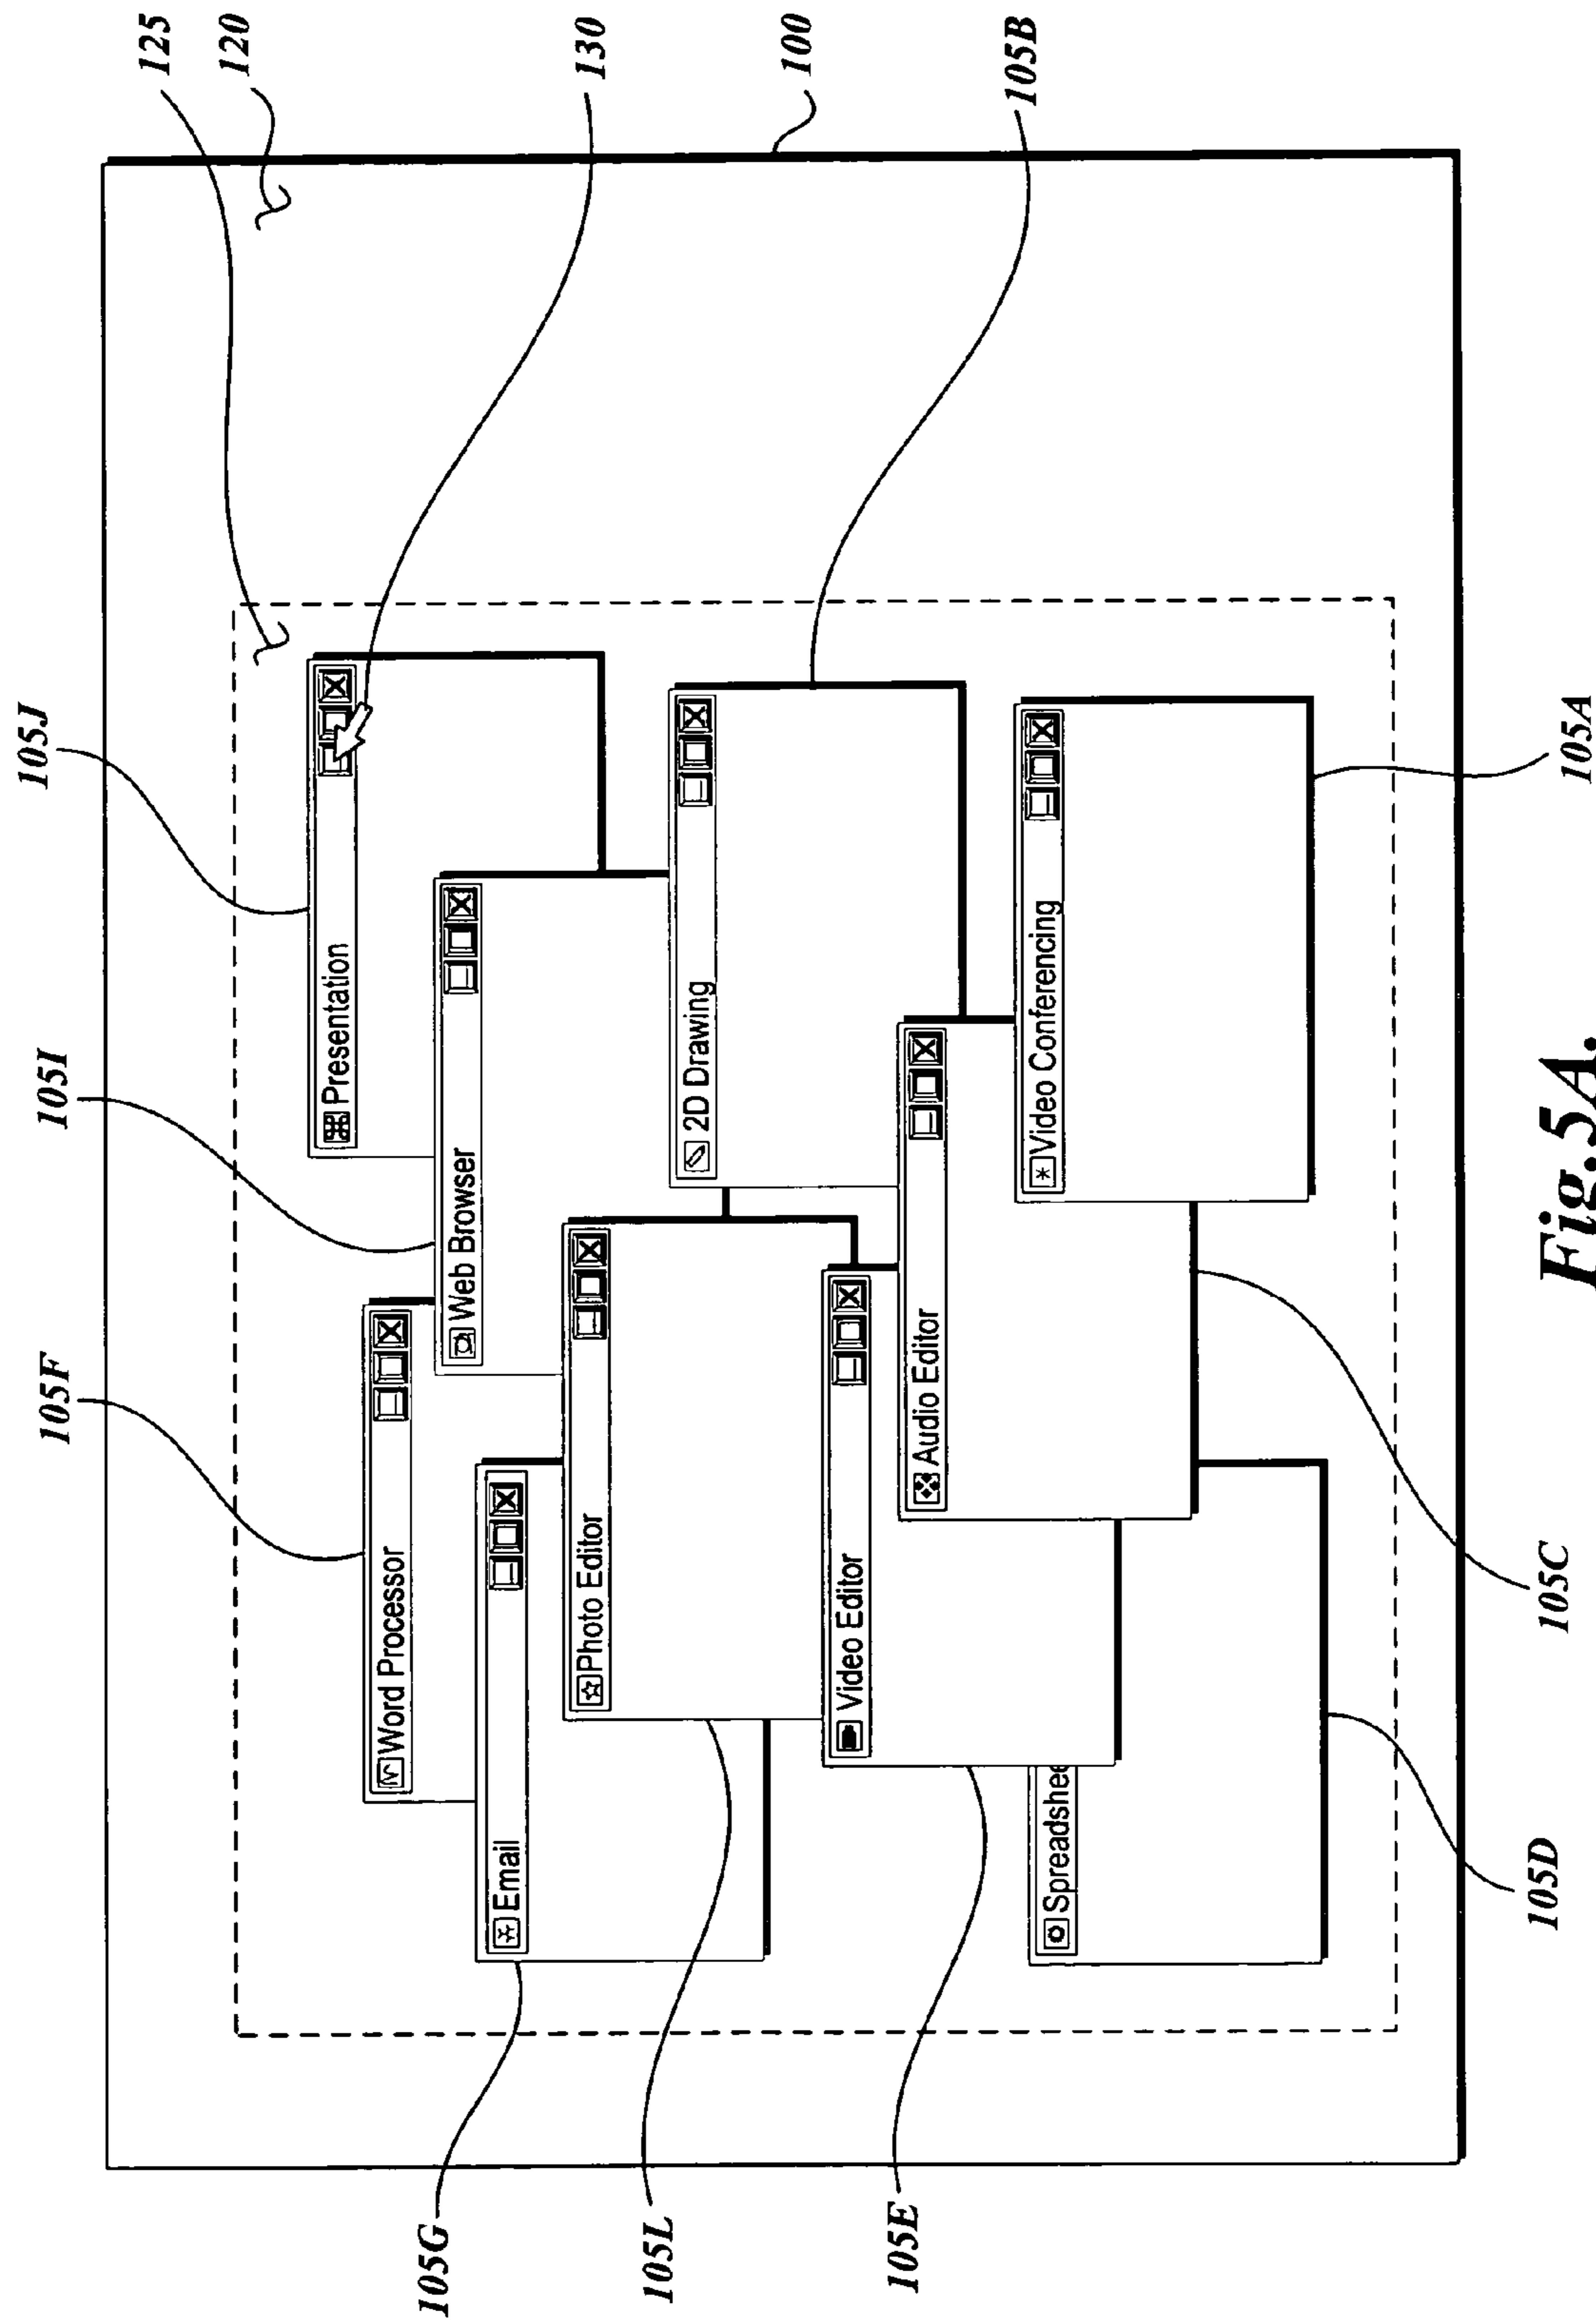 105F
105I
105J
125
120
Presentation
Word Processor
105G
Web Browser
Email
Photo Editor
130
105L
2D Drawing
100
Video Editor
105E
Audio Editor
105B
Video Conferencing
Spreadshee
105D
105C
105A
Fig.5A.